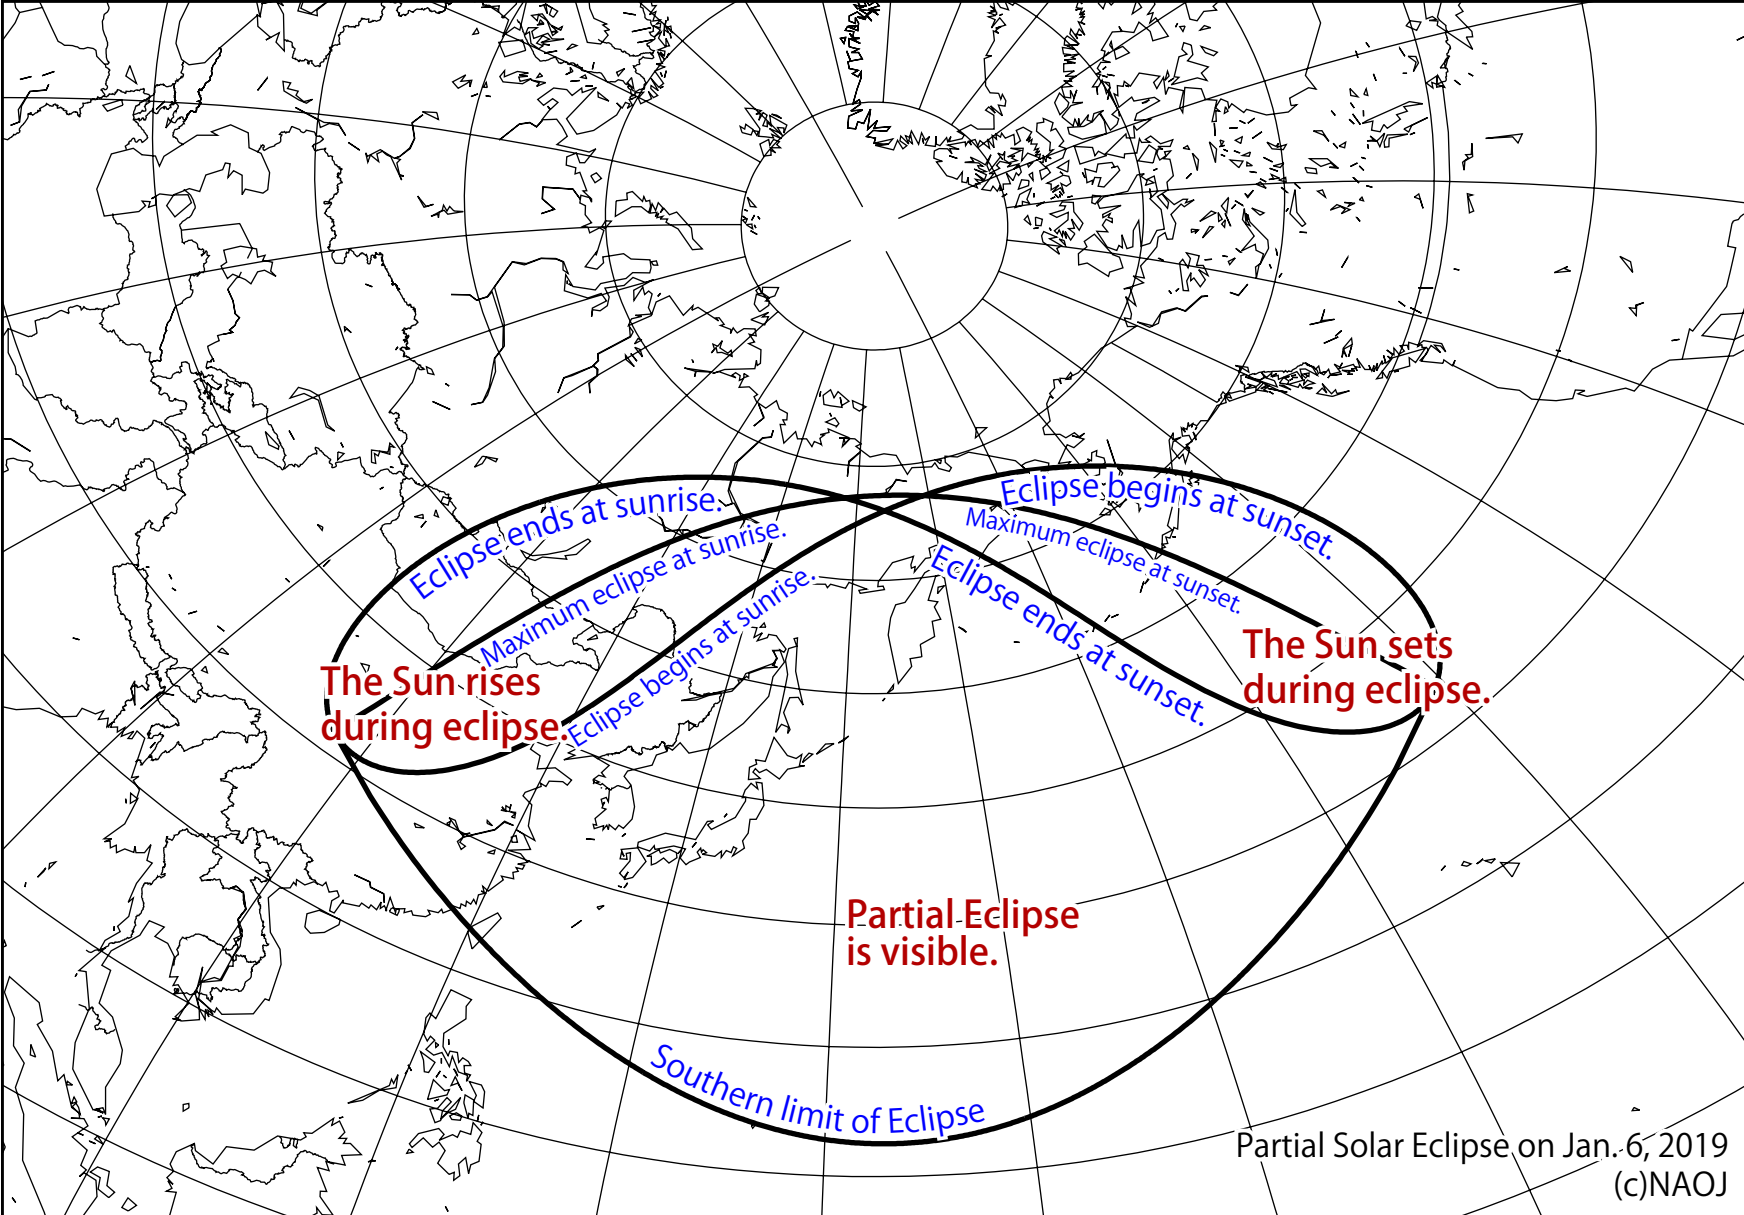 Eclipse ends at sunrise.
Maximum eclipse at sunrise.
Eclipse begins at sunrise.
Eclipse begins at sunset.
Maximum eclipse at sunset.
Eclipse ends at sunset.
The Sun rises
during eclipse.
The Sun sets
during eclipse.
Partial Eclipse
is visible.
Southern limit of Eclipse
Partial Solar Eclipse on Jan. 6, 2019
(c)NAOJ